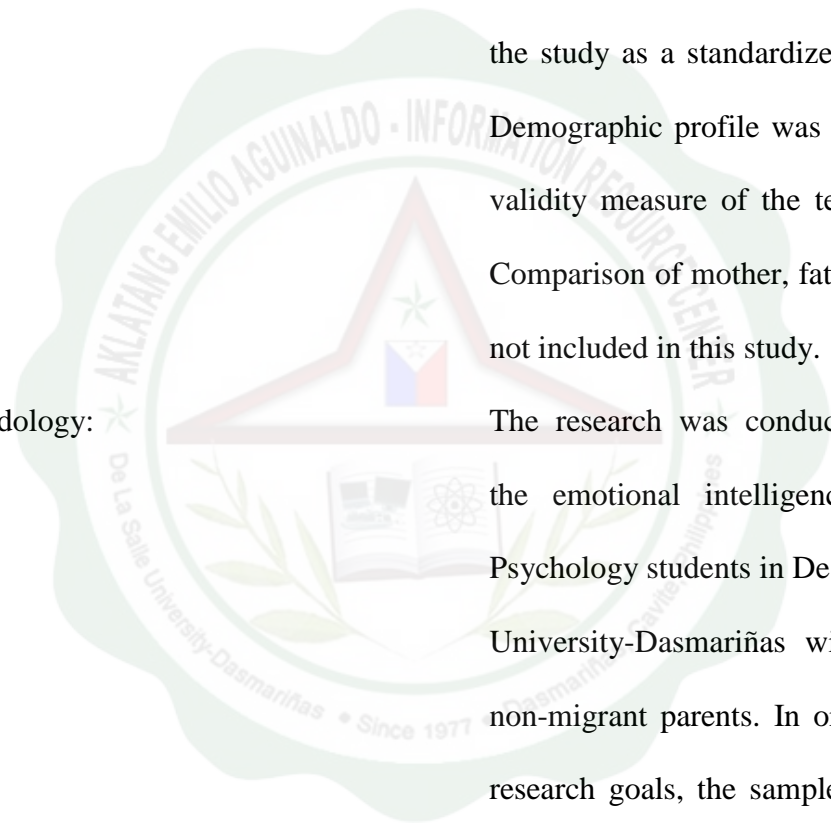 the study as a standardize
Demographic profile was
validity measure of the te
Comparison of mother, fat
not included in this study.
dology:
The research was conduc
the emotional intelligenc
Psychology students in De
University-Dasmariñas wi
non-migrant parents. In o
research goals, the sample
AKLATANG EMILIO AGUINALDO - INFORMATION RESOURCE CENTER
De La Salle University-Dasmariñas • Since 1977 • Dasmariñas, Cavite, Philippines